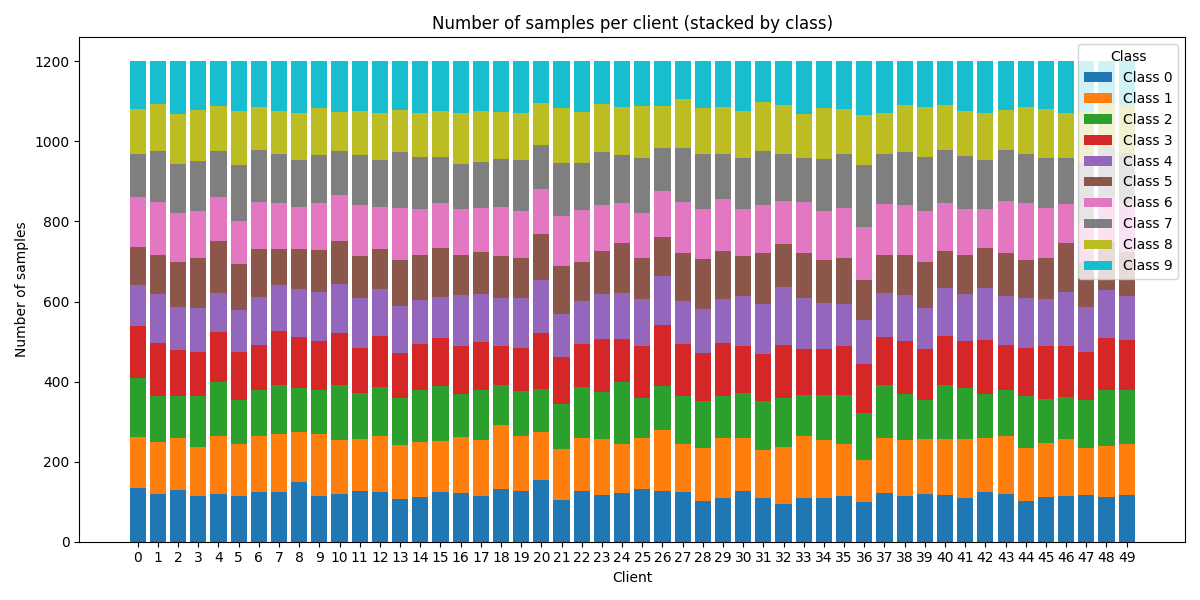 Number of samples per client (stacked by class)
Number of samples
1200
1000
800
600
400
200
0
Class
Class 0
Class 1
Class 2
Class 3
Class 4
Class 5
Class 6
Class 7
Class 8
Class 9
0 1 2 3 4 5 6 7 8 9 10 11 12 13 14 15 16 17 18 19 20 21 22 23 24 25 26 27 28 29 30 31 32 33 34 35 36 37 38 39 40 41 42 43 44 45 46 47 48 49
Client